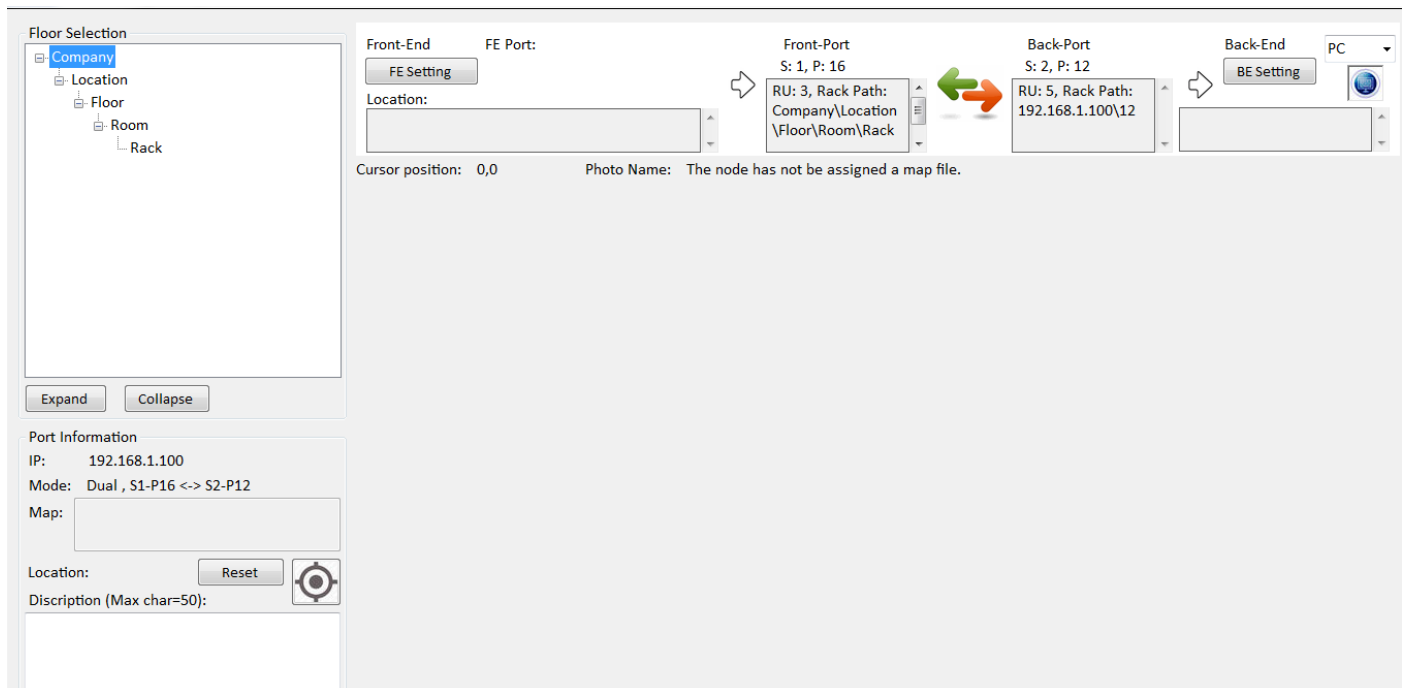 Floor Selection
Company
Location
Floor
Room
Rack
Expand
Collapse
Front-End
FE Port:
FE Setting
Location:
Front-Port
S: 1, P: 16
RU: 3, Rack Path:
Company\Location
\Floor\Room\Rack
Back-Port
S: 2, P: 12
RU: 5, Rack Path:
192.168.1.100\12
Back-End
PC
BE Setting
Cursor position: 0,0
Photo Name: The node has not be assigned a map file.
Port Information
IP: 192.168.1.100
Mode: Dual , S1-P16 <-> S2-P12
Map:
Location:
Reset
Discription (Max char=50):